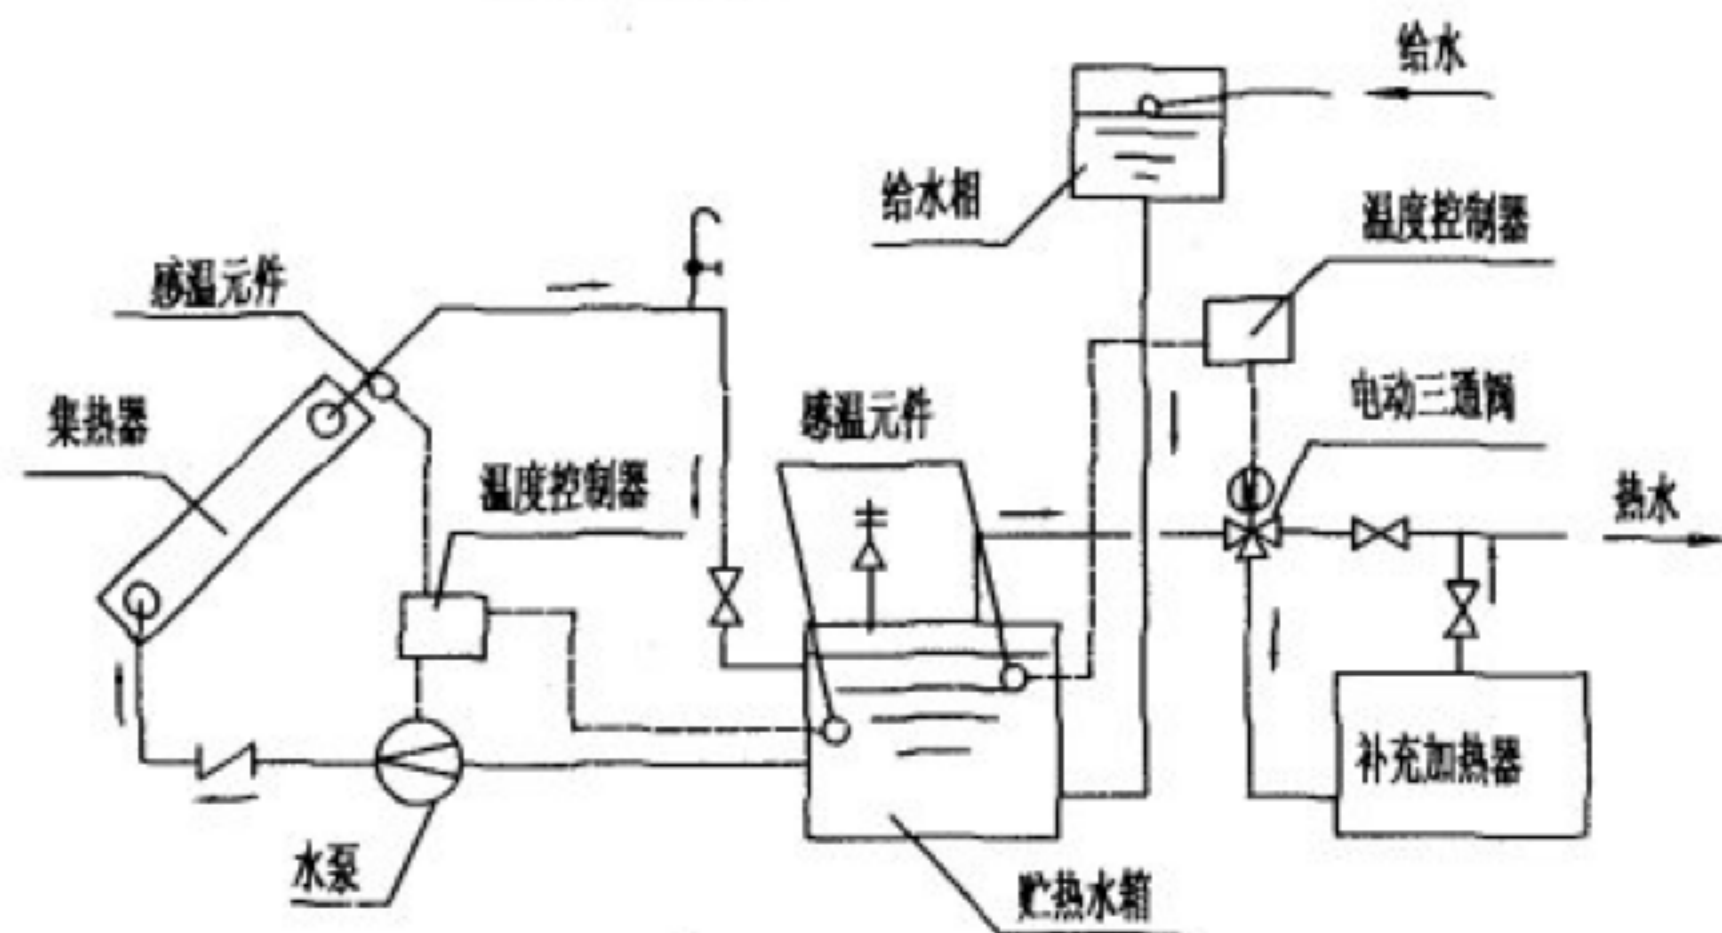 给水
给水相
温度控制器
感温元件
集热器
感温元件
电动三通阀
温度控制器
热水
补充加热器
水泵
贮热水箱